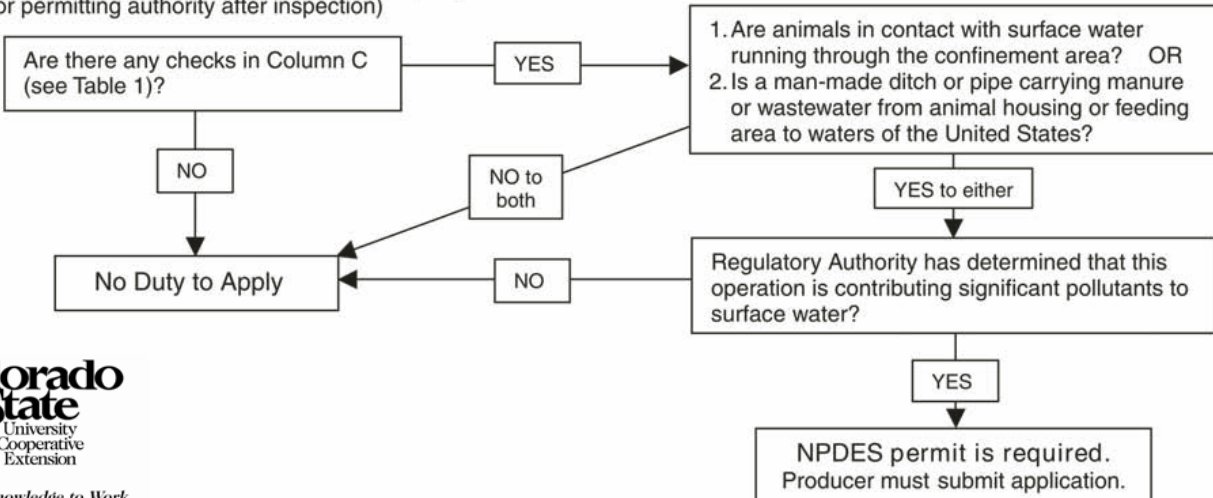 or permitting authority after inspection)
Are there any checks in Column C
(see Table 1)?
YES
1. Are animals in contact with surface water
running through the confinement area? OR
2. Is a man-made ditch or pipe carrying manure
or wastewater from animal housing or feeding
area to waters of the United States?
NO
NO to
both
YES to either
No Duty to Apply
NO
Regulatory Authority has determined that this
operation is contributing significant pollutants to
surface water?
YES
orado
tate
University
Cooperative
Extension
NPDES permit is required.
Producer must submit application.
nowledge to Work